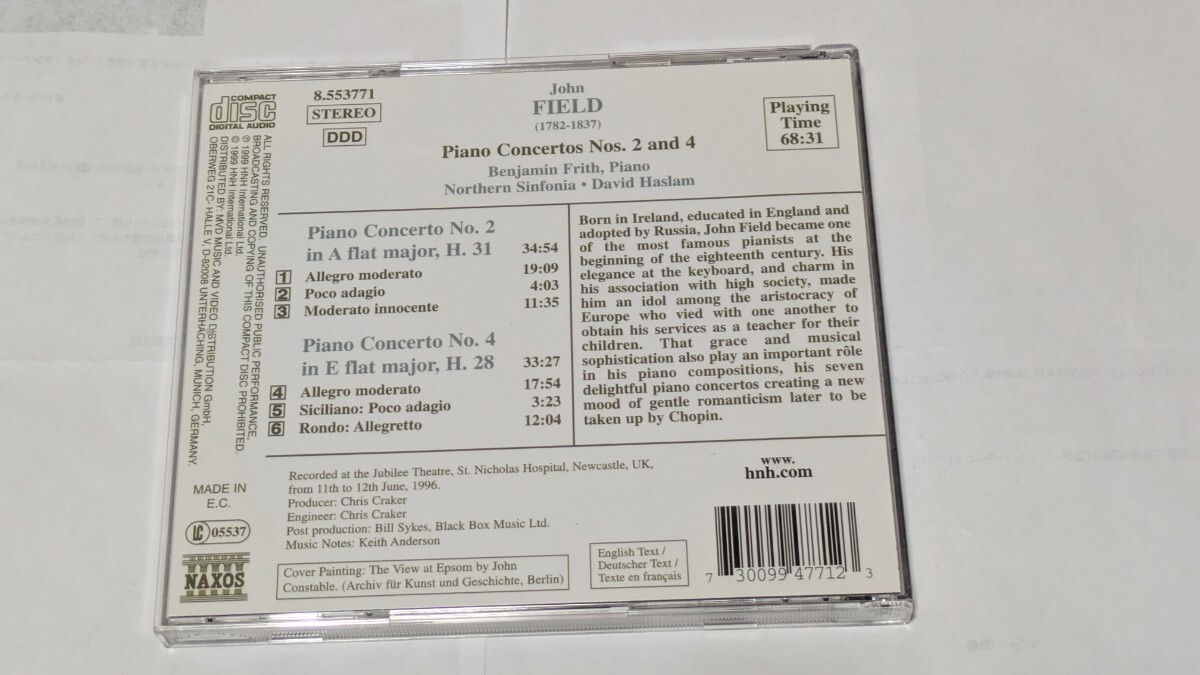 COMPACT
disc
DIGITAL AUDIO
8.553771
STEREO
DDD
John
FIELD
(1782-1837)
Piano Concertos Nos. 2 and 4
Benjamin Frith, Piano
Northern Sinfonia • David Haslam
Playing
Time
68:31
ALL RIGHTS RESERVED. UNAUTHORISED PUBLIC PERFORMANCE,
BROADCASTING AND COPYING OF THIS COMPACT DISC PROHIBITED.
℗ 1999 HNH International Ltd.
© 1999 HNH International Ltd.
DISTRIBUTED BY: MVD MUSIC AND VIDEO DISTRIBUTION GmbH,
OBERWEG 21C- HALLE V, D-82008 UNTERHACHING, MUNICH, GERMANY.
Piano Concerto No. 2
in A flat major, H. 31 34:54
1 Allegro moderato 19:09
2 Poco adagio 4:03
3 Moderato innocente 11:35
Piano Concerto No. 4
in E flat major, H. 28 33:27
4 Allegro moderato 17:54
5 Siciliano: Poco adagio 3:23
6 Rondo: Allegretto 12:04
Born in Ireland, educated in England and
adopted by Russia, John Field became one
of the most famous pianists at the
beginning of the eighteenth century. His
elegance at the keyboard, and charm in
his association with high society, made
him an idol among the aristocracy of
Europe who vied with one another to
obtain his services as a teacher for their
children. That grace and musical
sophistication also play an important rôle
in his piano compositions, his seven
delightful piano concertos creating a new
mood of gentle romanticism later to be
taken up by Chopin.
Recorded at the Jubilee Theatre, St. Nicholas Hospital, Newcastle, UK,
from 11th to 12th June, 1996.
Producer: Chris Craker
Engineer: Chris Craker
Post production: Bill Sykes, Black Box Music Ltd.
Music Notes: Keith Anderson
www.
hnh.com
MADE IN
E.C.
LC 05537
NAXOS
Cover Painting: The View at Epsom by John
Constable. (Archiv für Kunst und Geschichte, Berlin)
English Text /
Deutscher Text /
Texte en français
7 30099 47712 3